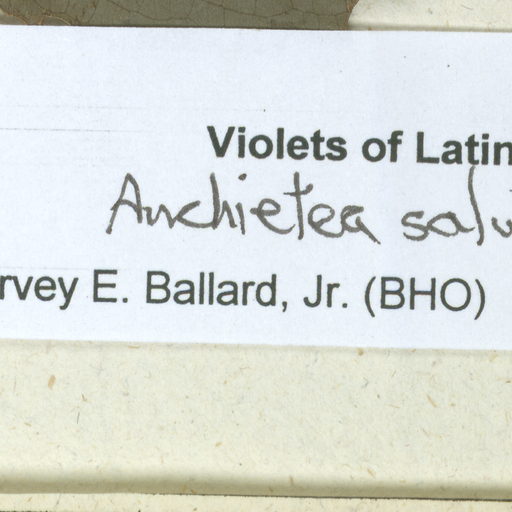 Violets of Latin
Anchietea salu
rvey E. Ballard, Jr. (BHO)